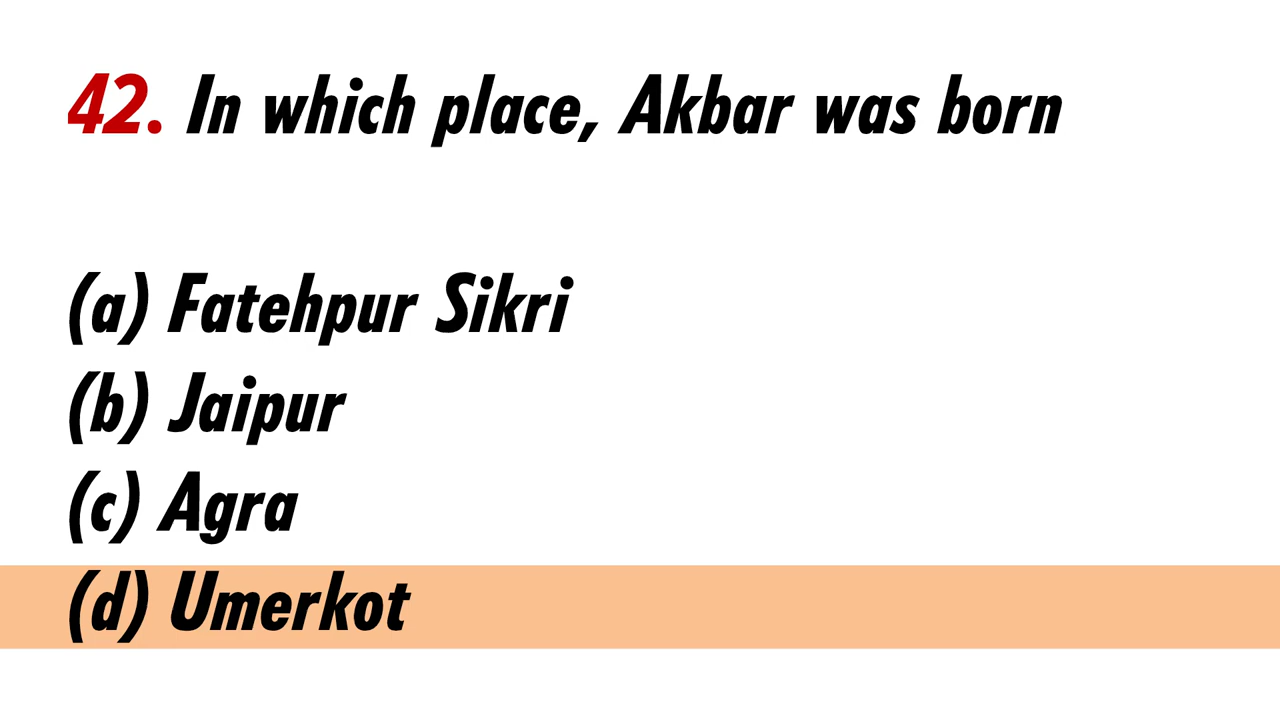 42. In which place, Akbar was born
(a) Fatehpur Sikri
(b) Jaipur
(c) Agra
(d) Umerkot